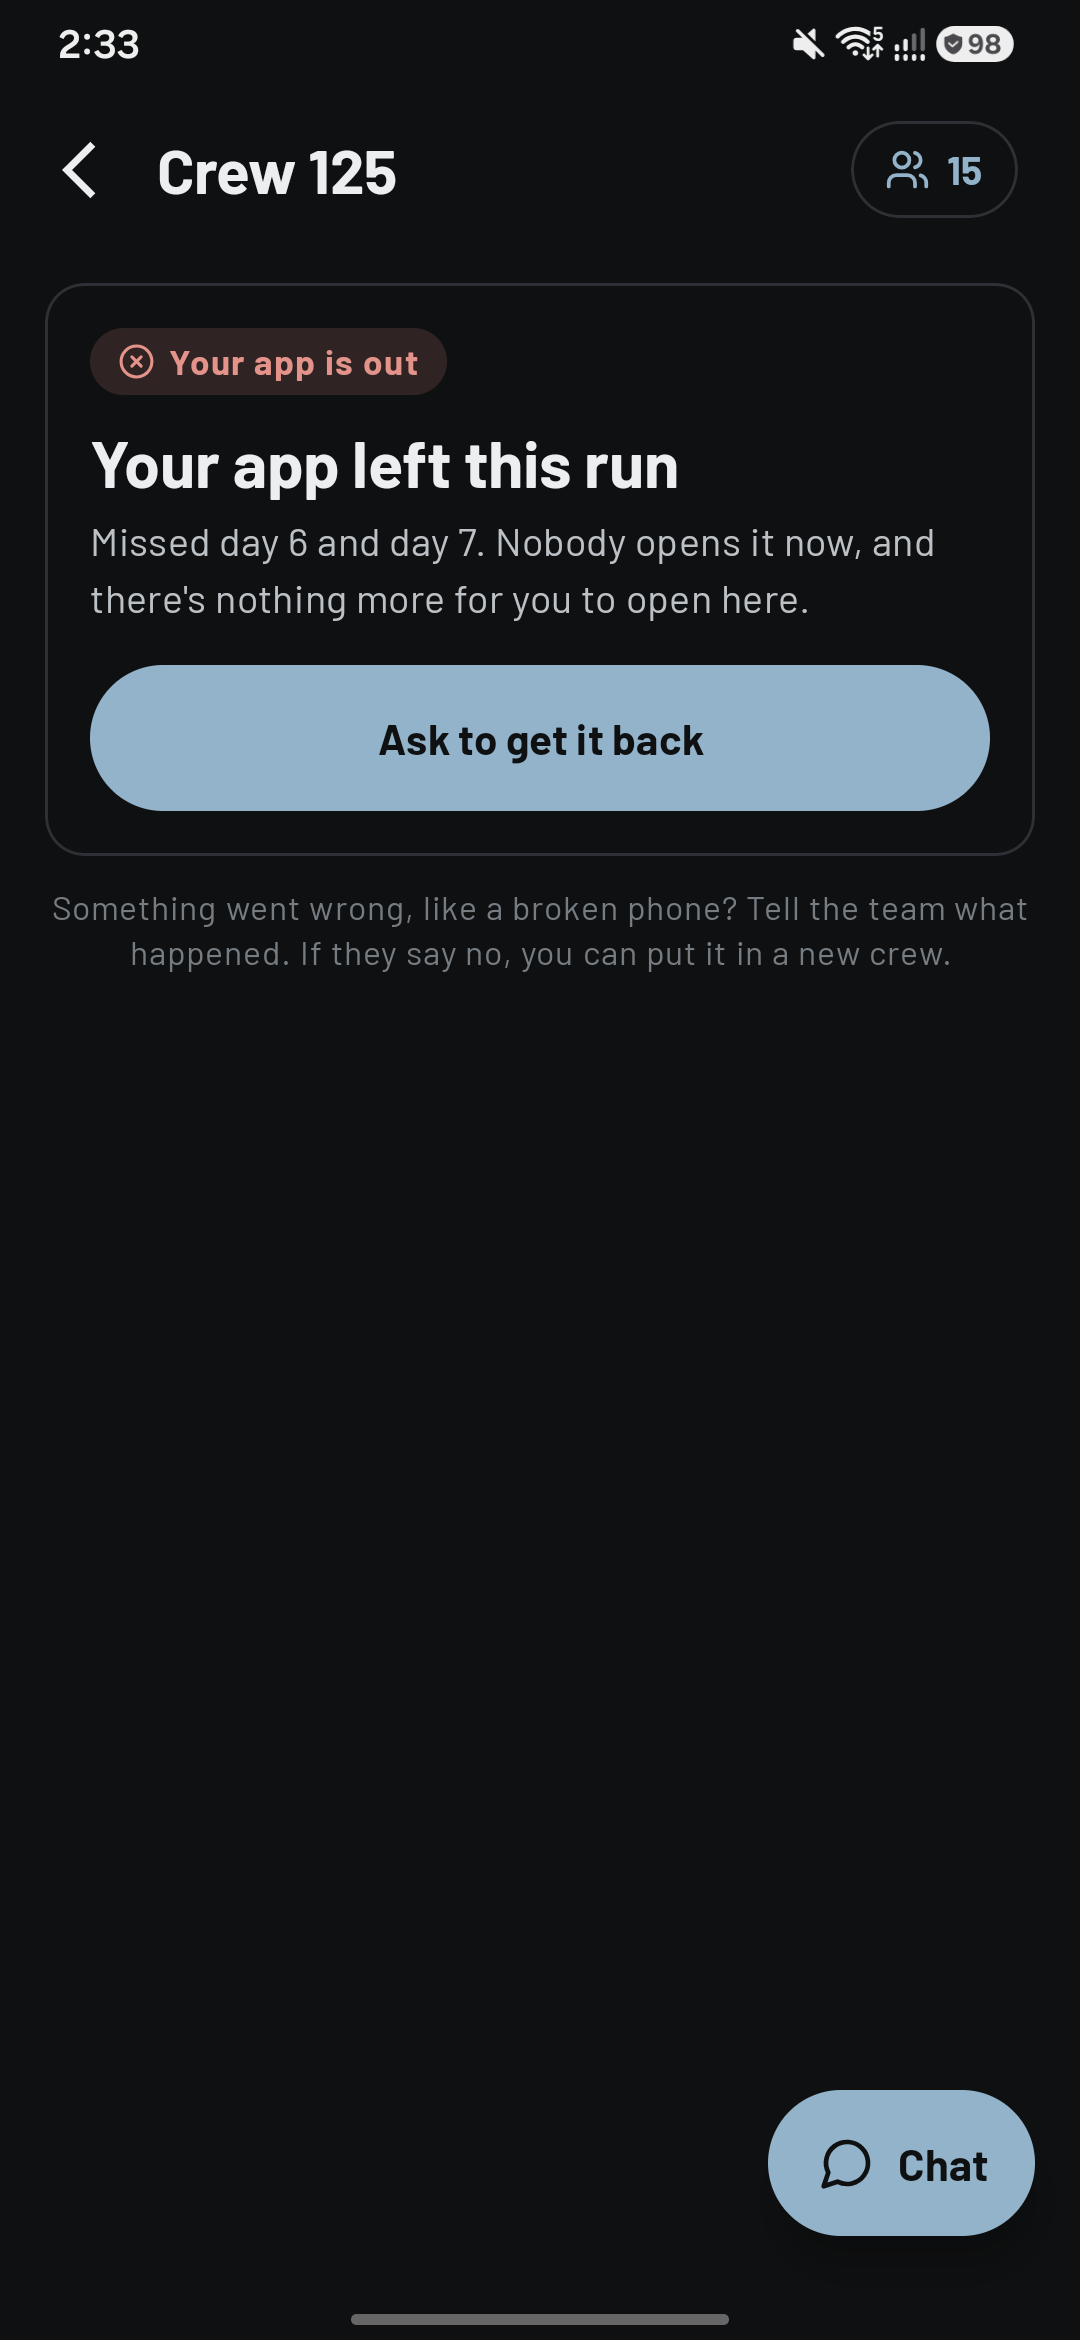 2:33
5
98
Crew 125
15
Your app is out
Your app left this run
Missed day 6 and day 7. Nobody opens it now, and
there's nothing more for you to open here.
Ask to get it back
Something went wrong, like a broken phone? Tell the team what
happened. If they say no, you can put it in a new crew.
Chat